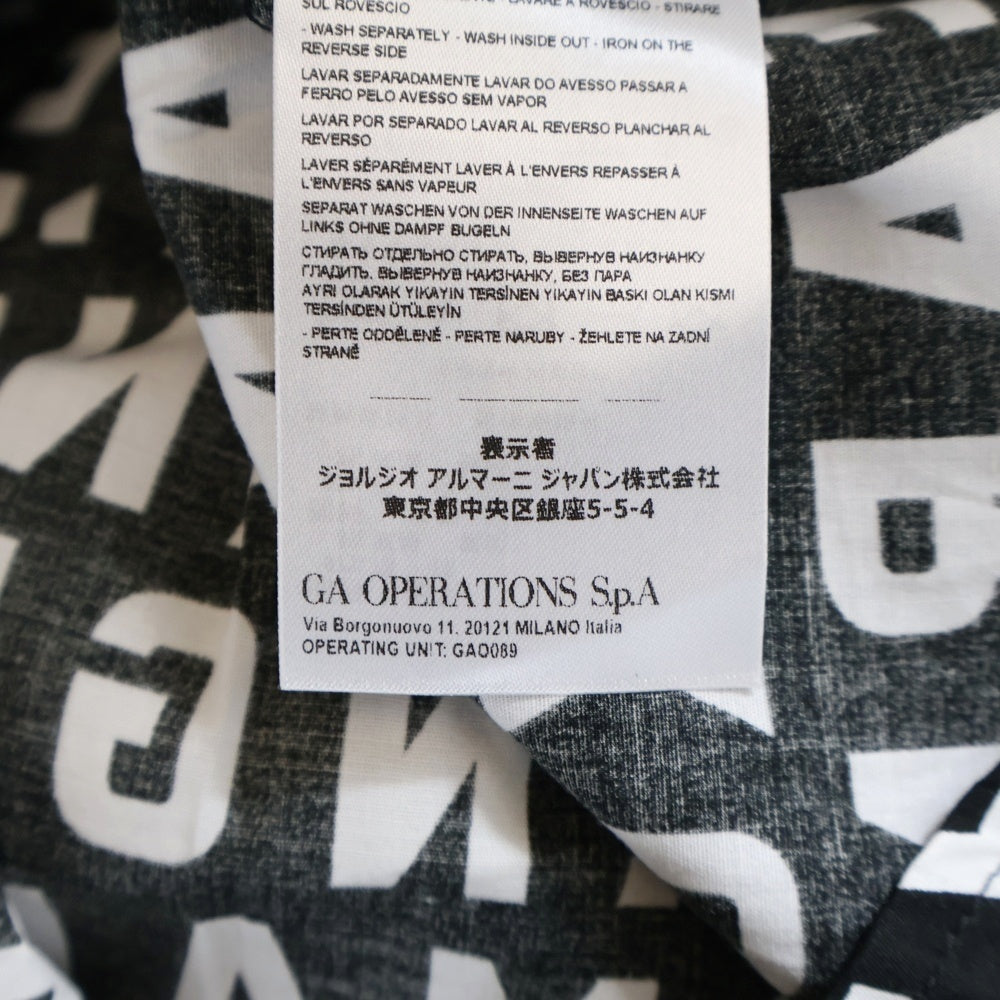 SUL ROVESCIO
LAVARE A ROVESCIO - STIRARE
- WASH SEPARATELY - WASH INSIDE OUT - IRON ON THE
REVERSE SIDE
LAVAR SEPARADAMENTE LAVAR DO AVESSO PASSAR A
FERRO PELO AVESSO SEM VAPOR
LAVAR POR SEPARADO LAVAR AL REVERSO PLANCHAR AL
REVERSO
LAVER SÉPARÉMENT LAVER À L'ENVERS REPASSER À
L'ENVERS SANS VAPEUR
SEPARAT WASCHEN VON DER INNENSEITE WASCHEN AUF
LINKS OHNE DAMPF BUGELN
СТИРАТЬ ОТДЕЛЬНО СТИРАТЬ, ВЫВЕРНУВ НАИЗНАНКУ
ГЛАДИТЬ, ВЫВЕРНУВ НАИЗНАНКУ, БЕЗ ПАРА
AYRI OLARAK YIKAYIN TERSİNEN YIKAYIN BASKI OLAN KISMI
TERSİNDEN ÜTÜLEYİN
- PERTE ODDĚLENĚ - PERTE NARUBY - ŽEHLETE NA ZADNÍ
STRANĚ
表示者
ジョルジオ アルマーニ ジャパン株式会社
東京都中央区銀座5-5-4
GA OPERATIONS S.p.A
Via Borgonuovo 11. 20121 MILANO Italia
OPERATING UNIT: GAO089